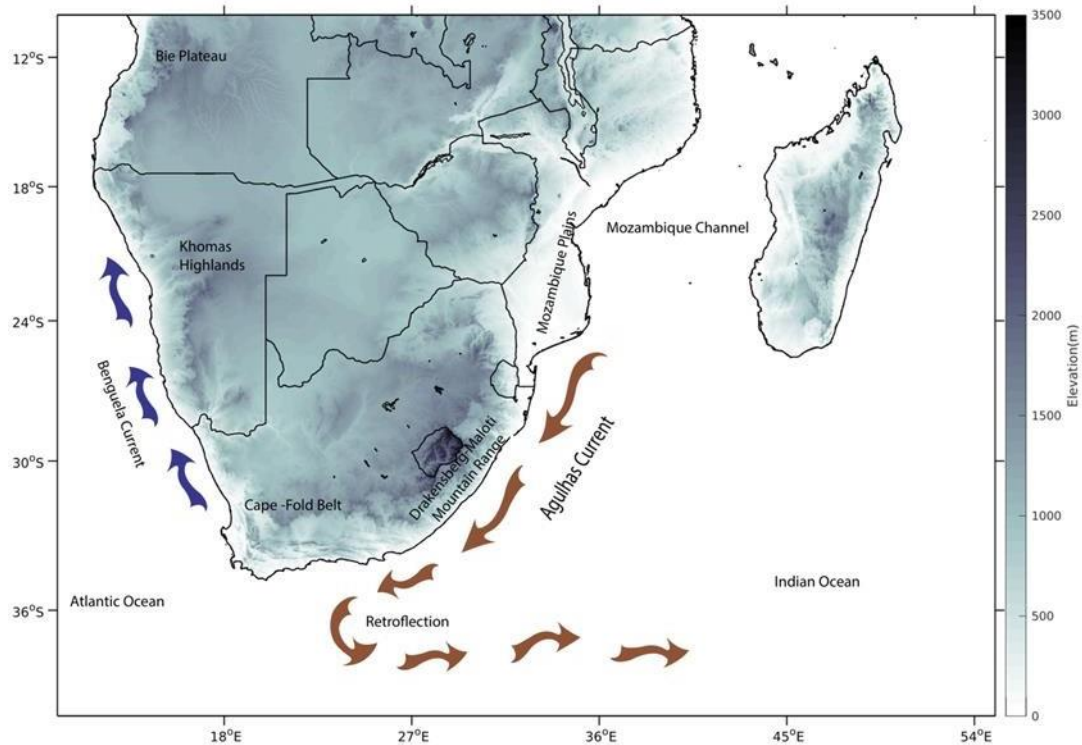 12°S
18°S
24°S
30°S
36°S
Bie Plateau
Khomas
Highlands
Benguela Current
Cape -Fold Belt
Atlantic Ocean
Mozambique Plains
Mozambique Channel
Drakensberg-Maloti
Mountain Range
Agulhas Current
Retroflection
Indian Ocean
18°E
27°E
36°E
45°E
54°E
3500
3000
2500
2000
1500
1000
500
0
Elevation(m)